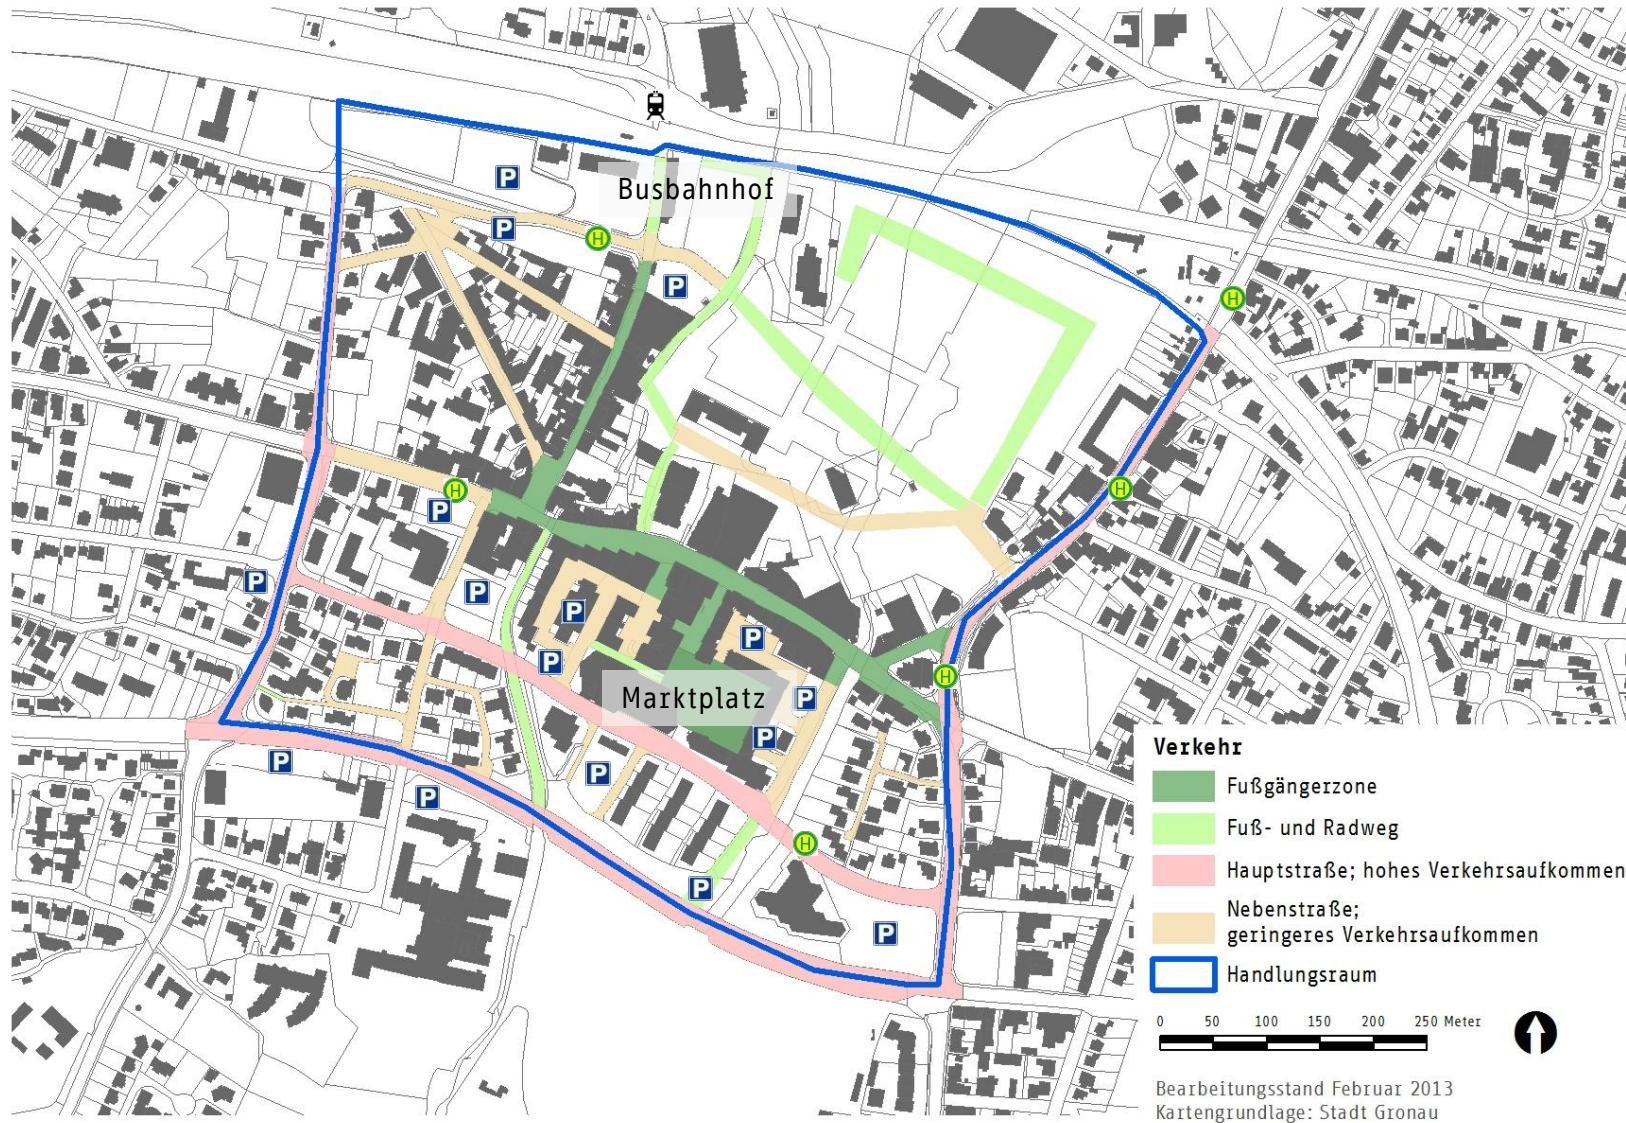 P
Busbahnhof
P
H
P
H
H
P
H
P
P
P
P
P
H
Marktplatz
P
P
P
P
P
H
P
P
Verkehr
Fußgängerzone
Fuß- und Radweg
Hauptstraße; hohes Verkehrsaufkommen
Nebenstraße;
geringeres Verkehrsaufkommen
Handlungsraum
0 50 100 150 200 250 Meter
Bearbeitungsstand Februar 2013
Kartengrundlage: Stadt Gronau